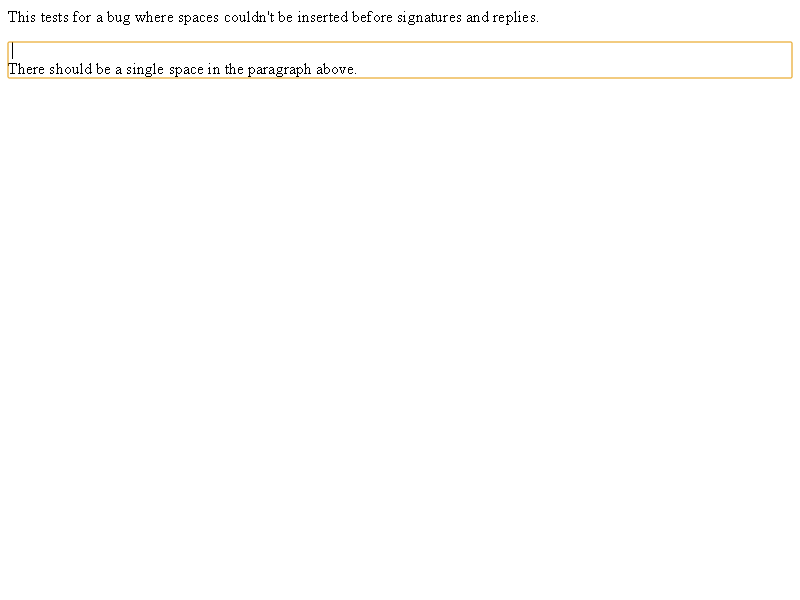 This tests for a bug where spaces couldn't be inserted before signatures and replies.
There should be a single space in the paragraph above.